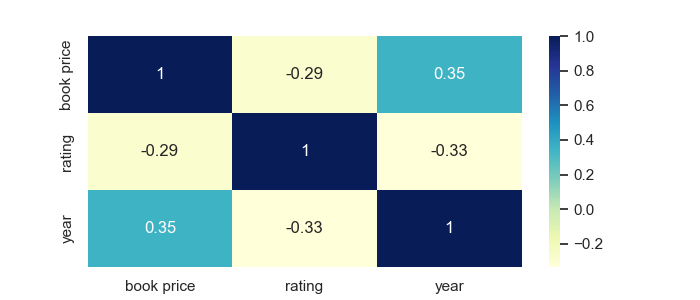 book price 1 -0.29 0.35
rating -0.29 1 -0.33
year 0.35 -0.33 1
book price rating year
1.0
0.8
0.6
0.4
0.2
0.0
−0.2